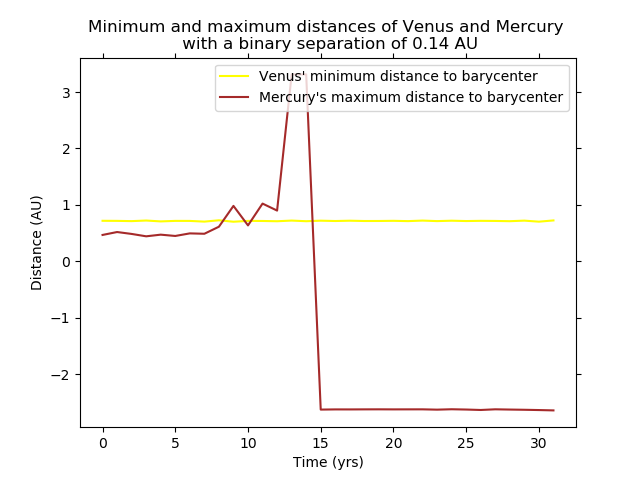 Minimum and maximum distances of Venus and Mercury
with a binary separation of 0.14 AU
Venus' minimum distance to barycenter
Mercury's maximum distance to barycenter
3
2
1
0
−1
−2
Distance (AU)
0 5 10 15 20 25 30
Time (yrs)